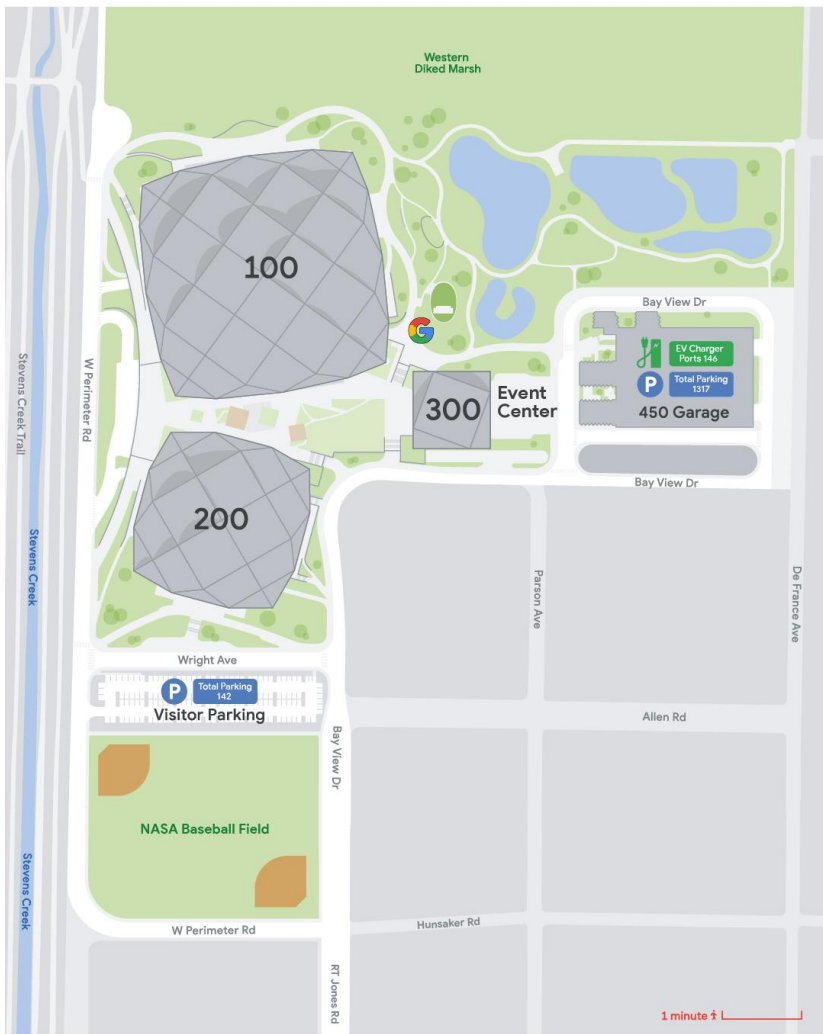 Western
Diked Marsh
100
G
Bay View Dr
EV Charger
Ports 146
P
Total Parking
1317
450 Garage
300
Event
Center
Bay View Dr
200
W Perimeter Rd
Stevens Creek Trail
Stevens Creek
Parson Ave
De France Ave
Wright Ave
P
Total Parking
142
Visitor Parking
Allen Rd
Bay View Dr
NASA Baseball Field
Stevens Creek
W Perimeter Rd
Hunsaker Rd
RT Jones Rd
1 minute